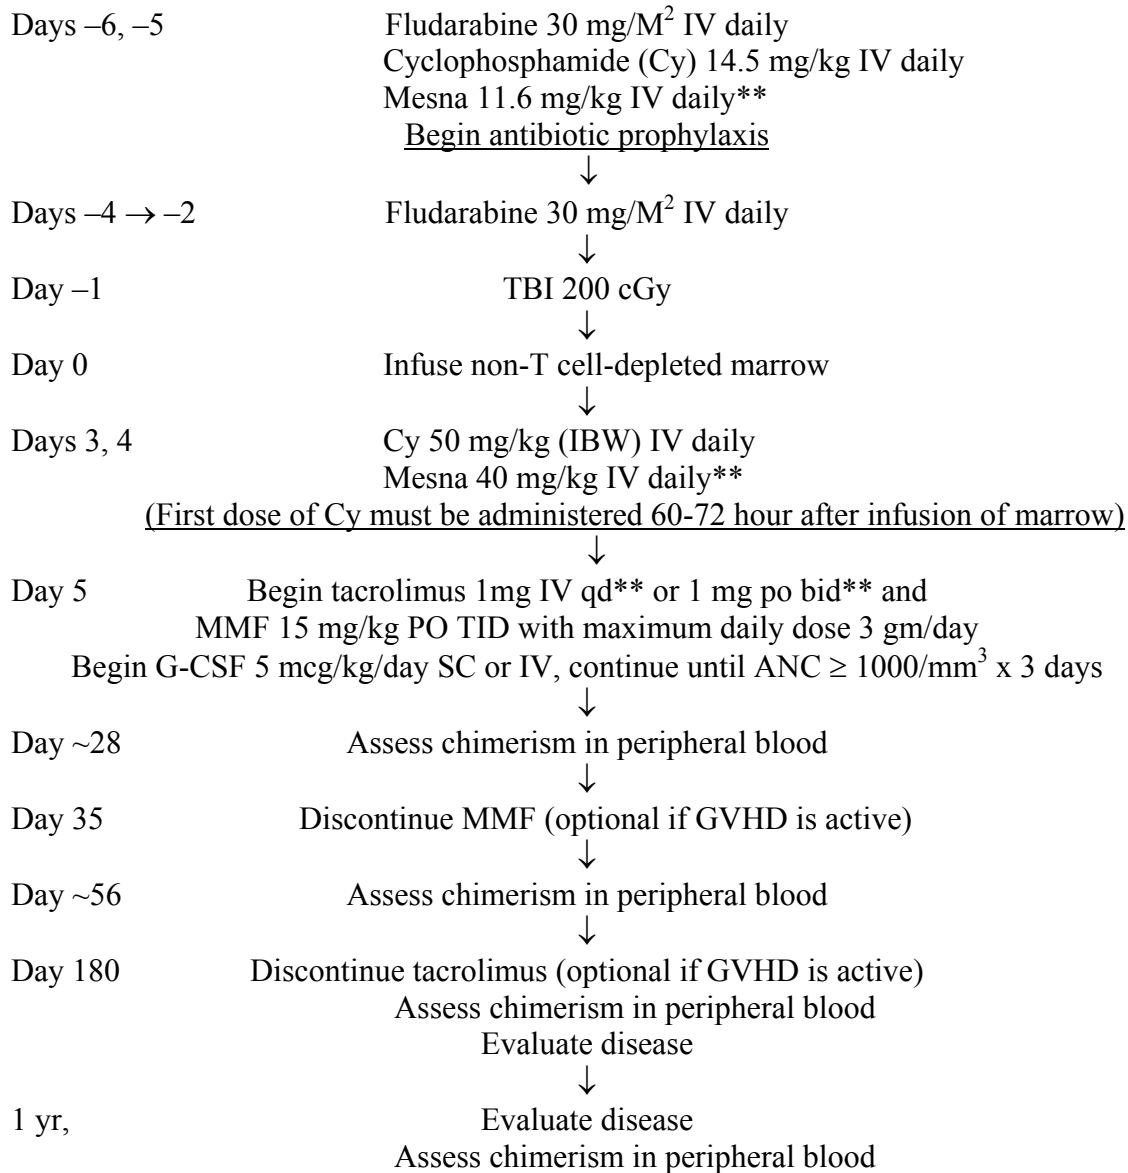 Days –6, –5 Fludarabine 30 mg/M² IV daily
Cyclophosphamide (Cy) 14.5 mg/kg IV daily
Mesna 11.6 mg/kg IV daily**
Begin antibiotic prophylaxis
↓
Days –4 → –2 Fludarabine 30 mg/M² IV daily
↓
Day –1 TBI 200 cGy
↓
Day 0 Infuse non-T cell-depleted marrow
↓
Days 3, 4 Cy 50 mg/kg (IBW) IV daily
Mesna 40 mg/kg IV daily**
(First dose of Cy must be administered 60-72 hour after infusion of marrow)
↓
Day 5 Begin tacrolimus 1mg IV qd** or 1 mg po bid** and
MMF 15 mg/kg PO TID with maximum daily dose 3 gm/day
Begin G-CSF 5 mcg/kg/day SC or IV, continue until ANC ≥ 1000/mm³ x 3 days
↓
Day ~28 Assess chimerism in peripheral blood
↓
Day 35 Discontinue MMF (optional if GVHD is active)
↓
Day ~56 Assess chimerism in peripheral blood
↓
Day 180 Discontinue tacrolimus (optional if GVHD is active)
Assess chimerism in peripheral blood
Evaluate disease
↓
1 yr, Evaluate disease
Assess chimerism in peripheral blood